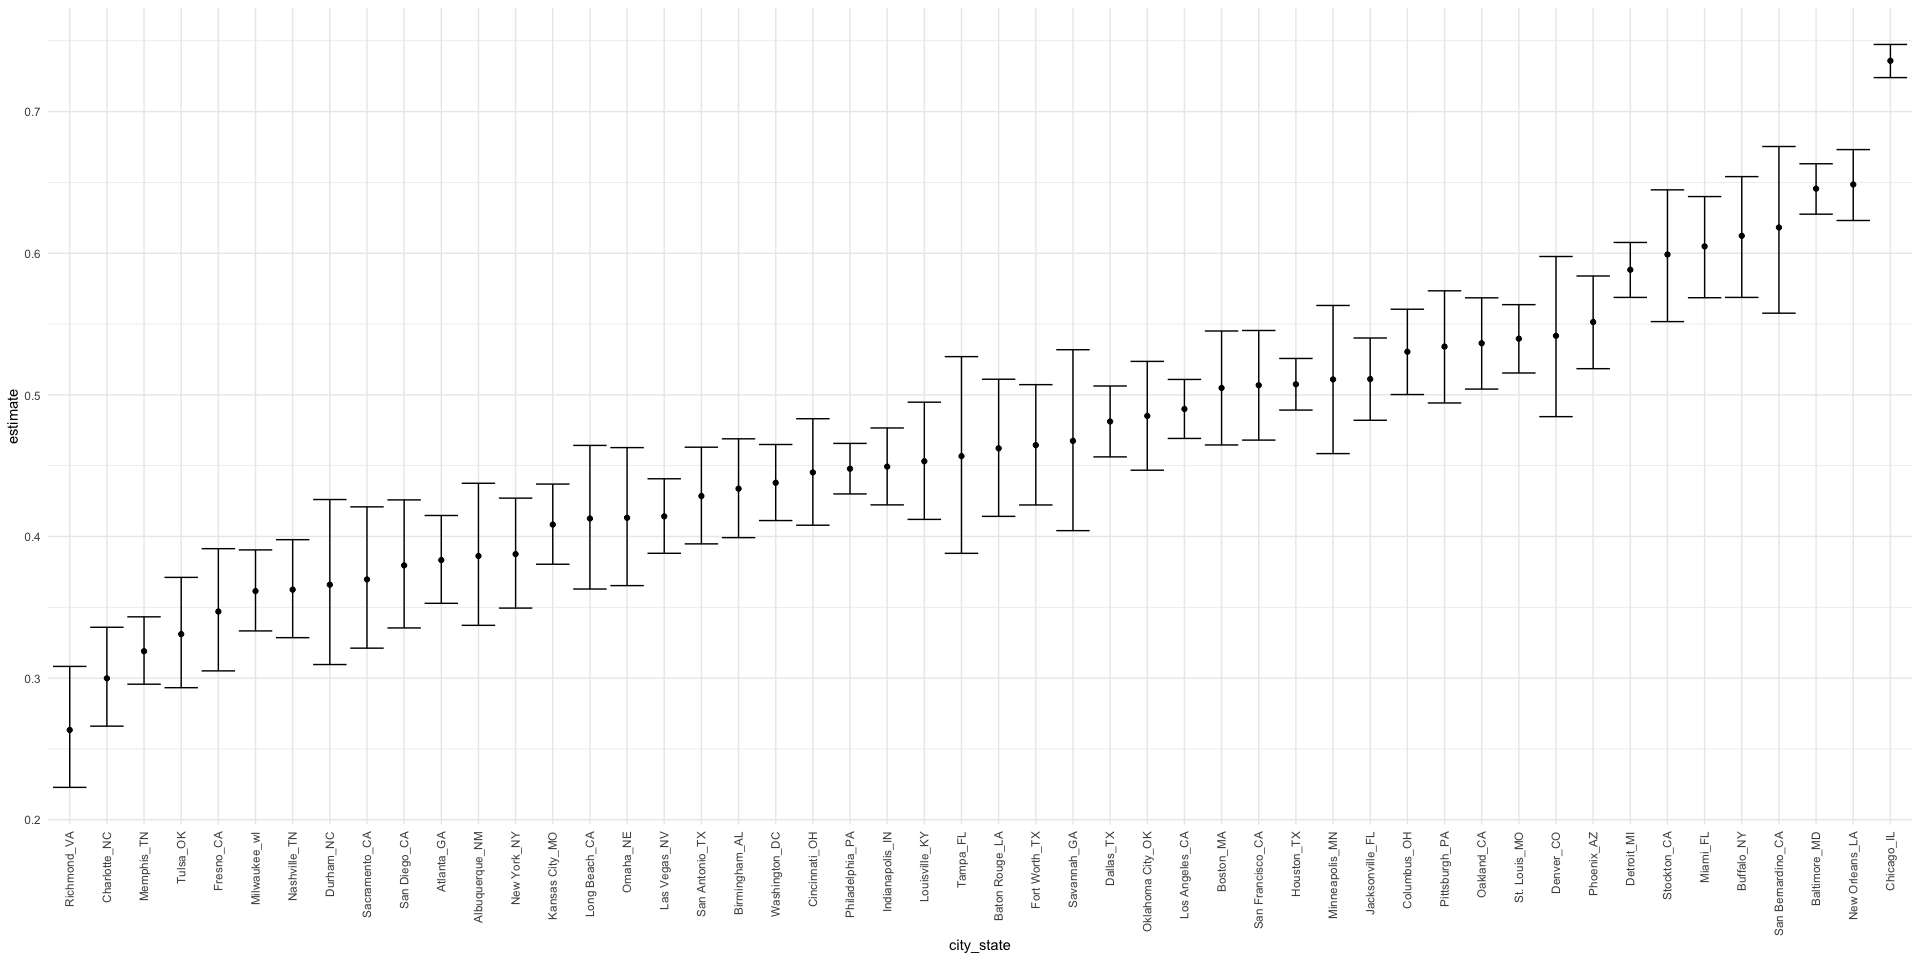 0.7
0.6
0.5
0.4
0.3
0.2
estimate
Richmond_VA
Charlotte_NC
Memphis_TN
Tulsa_OK
Fresno_CA
Milwaukee_wI
Nashville_TN
Durham_NC
Sacramento_CA
San Diego_CA
Atlanta_GA
Albuquerque_NM
New York_NY
Kansas City_MO
Long Beach_CA
Omaha_NE
Las Vegas_NV
San Antonio_TX
Birmingham_AL
Washington_DC
Cincinnati_OH
Philadelphia_PA
Indianapolis_IN
Louisville_KY
Tampa_FL
Baton Rouge_LA
Fort Worth_TX
Savannah_GA
Dallas_TX
Oklahoma City_OK
Los Angeles_CA
Boston_MA
San Francisco_CA
Houston_TX
Minneapolis_MN
Jacksonville_FL
Columbus_OH
Pittsburgh_PA
Oakland_CA
St. Louis_MO
Denver_CO
Phoenix_AZ
Detroit_MI
Stockton_CA
Miami_FL
Buffalo_NY
San Bernardino_CA
Baltimore_MD
New Orleans_LA
Chicago_IL
city_state